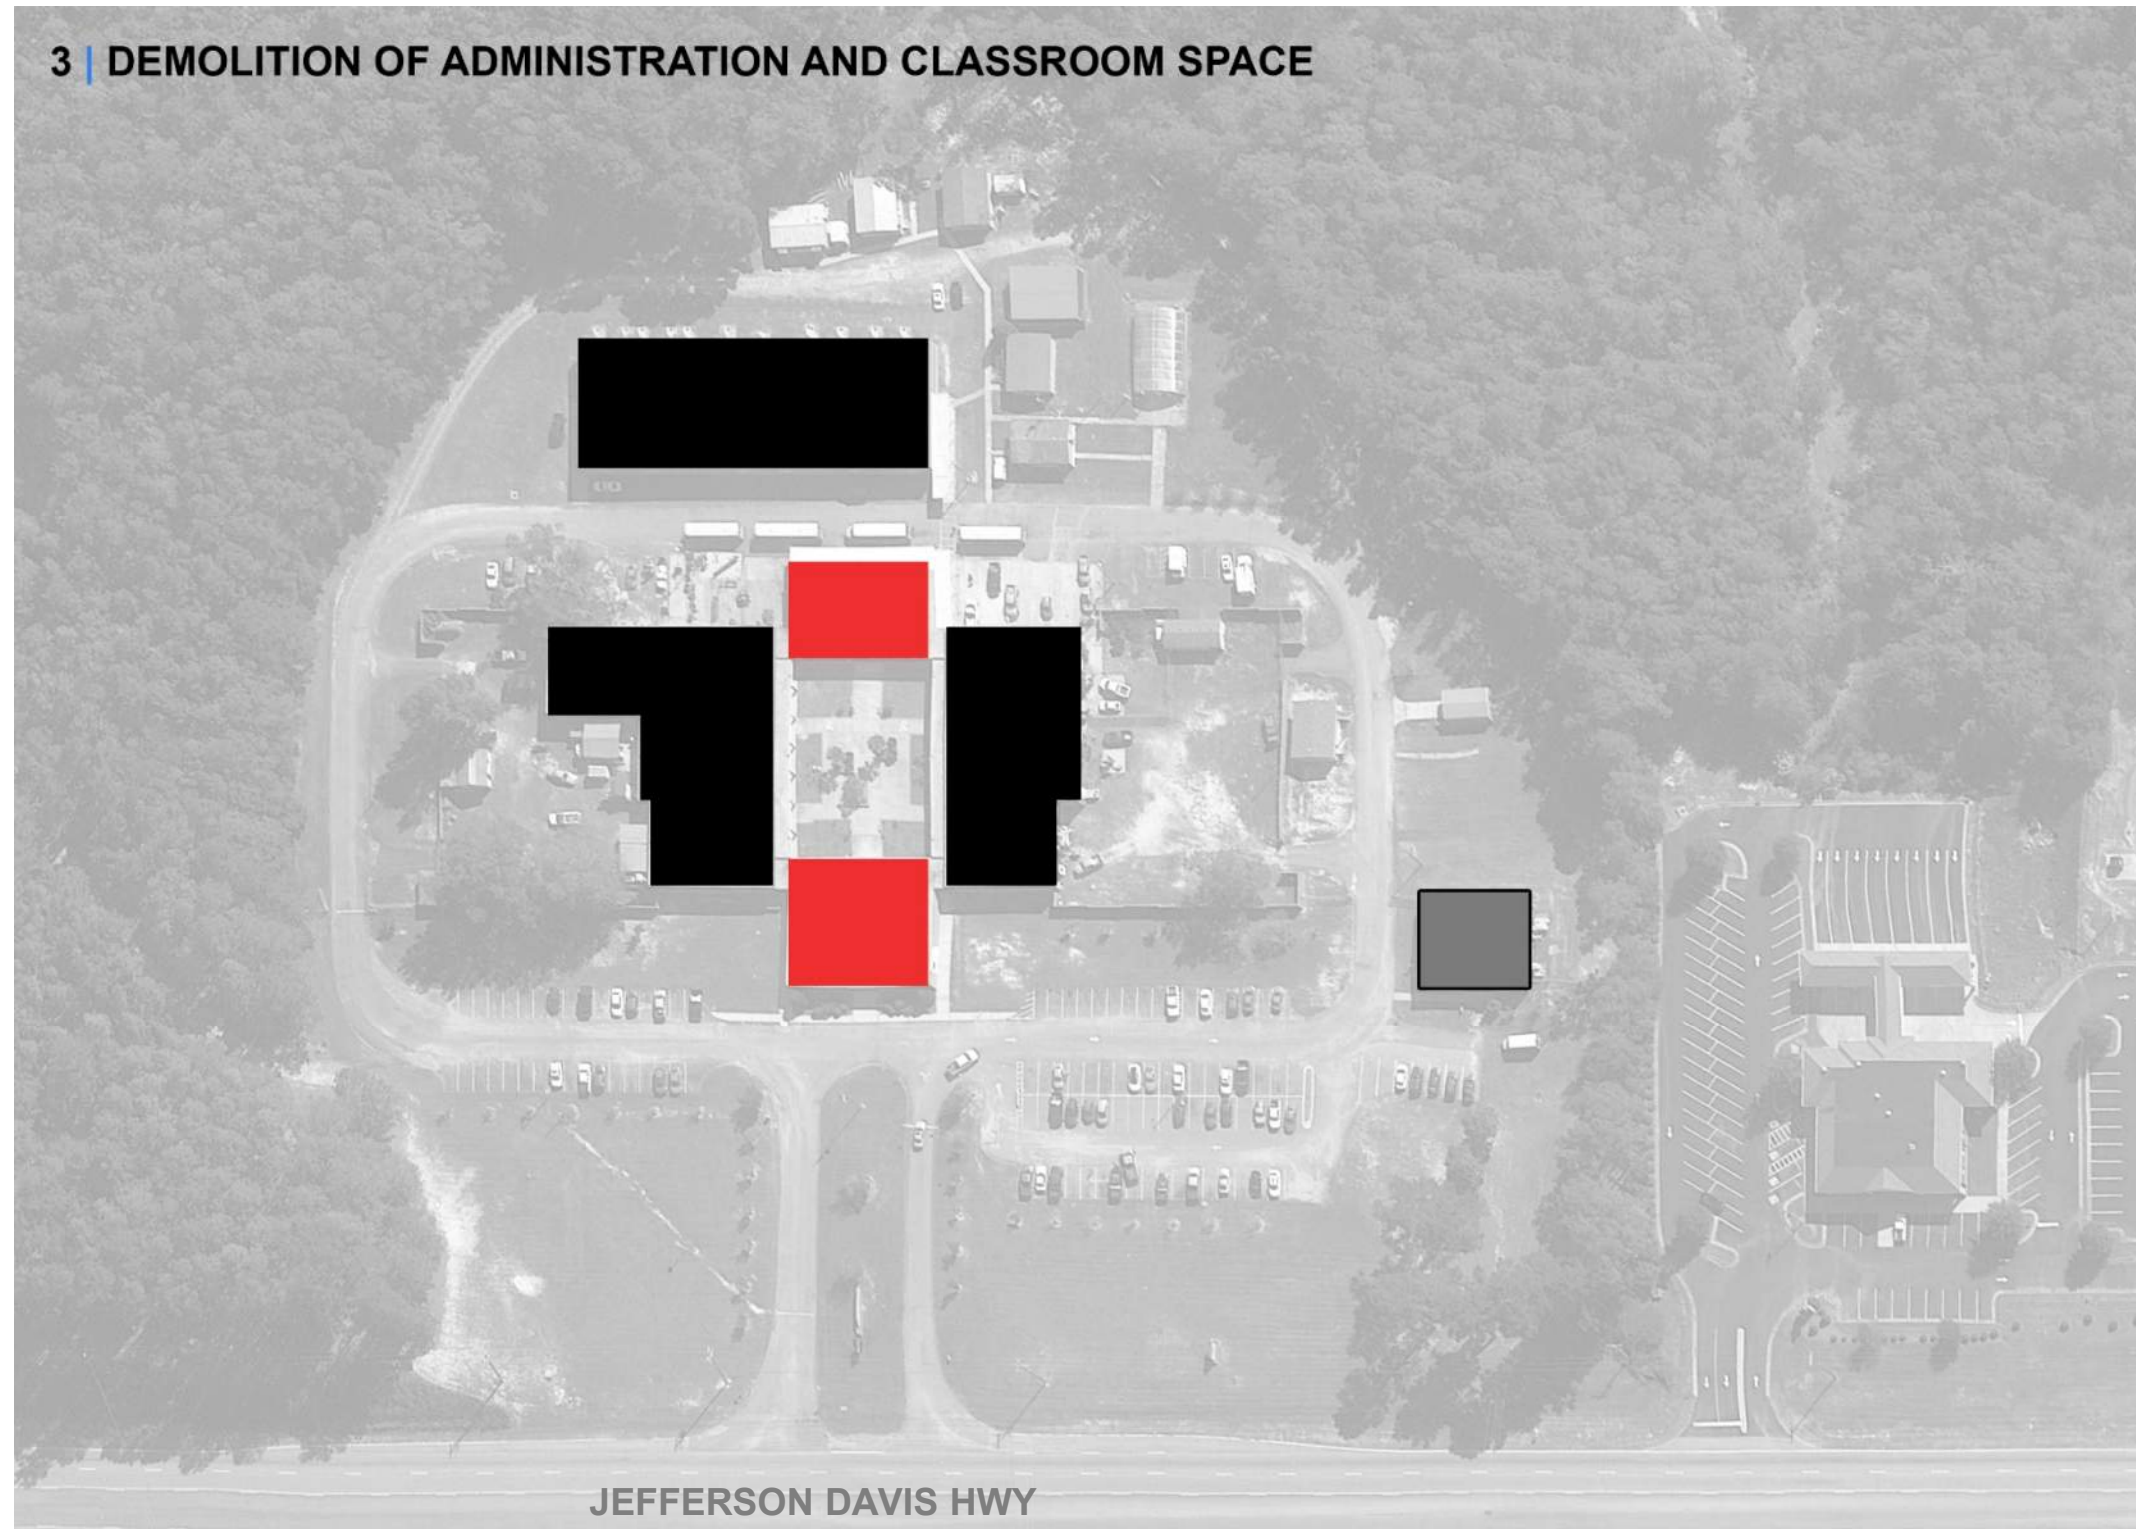 3 | DEMOLITION OF ADMINISTRATION AND CLASSROOM SPACE
JEFFERSON DAVIS HWY